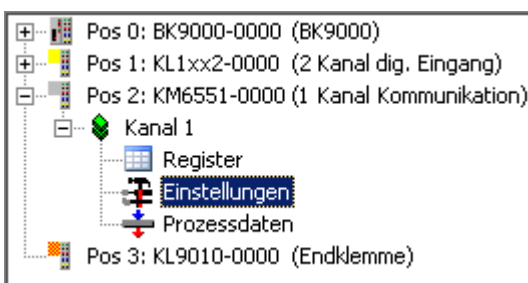 Pos 0: BK9000-0000 (BK9000)
Pos 1: KL1xx2-0000 (2 Kanal dig. Eingang)
Pos 2: KM6551-0000 (1 Kanal Kommunikation)
Kanal 1
Register
Einstellungen
Prozessdaten
Pos 3: KL9010-0000 (Endklemme)